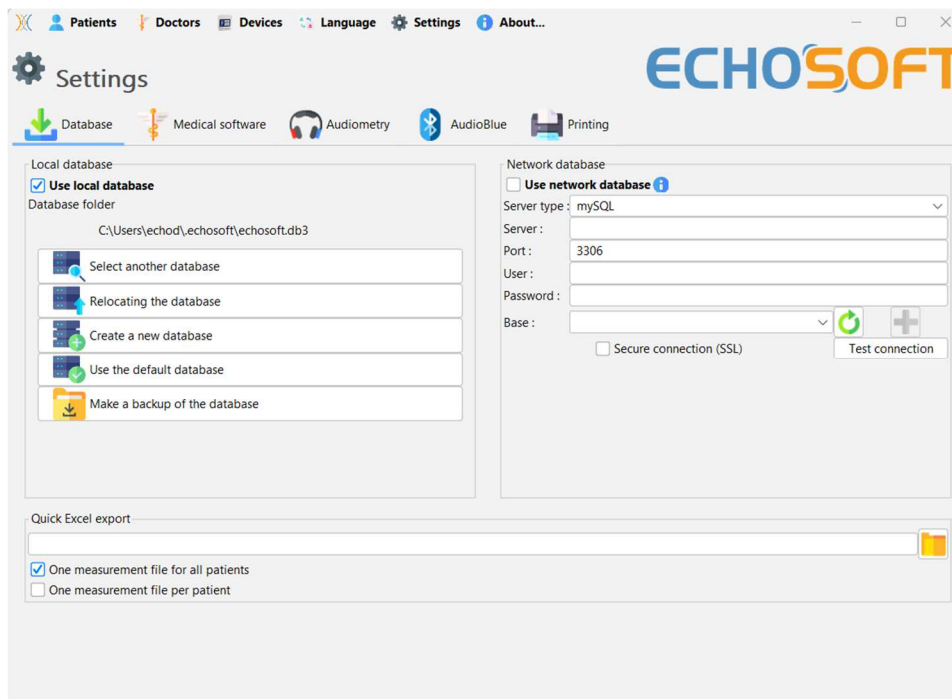 Patients Doctors Devices Language Settings About...
Settings
ECHOSOFT
Database Medical software Audiometry AudioBlue Printing
Local database
Use local database
Database folder
C:\Users\echod\.echosoft\echosoft.db3
Select another database
Relocating the database
Create a new database
Use the default database
Make a backup of the database
Network database
Use network database
Server type : mySQL
Server :
Port : 3306
User :
Password :
Base :
Secure connection (SSL) Test connection
Quick Excel export
One measurement file for all patients
One measurement file per patient